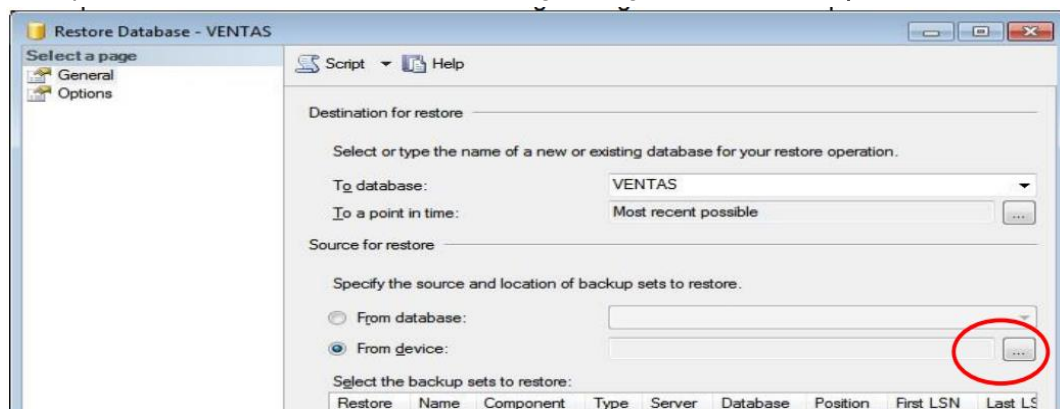 Restore Database - VENTAS
Select a page
General
Options
Script Help
Destination for restore
Select or type the name of a new or existing database for your restore operation.
To database: VENTAS
To a point in time: Most recent possible ...
Source for restore
Specify the source and location of backup sets to restore.
From database:
From device: ...
Select the backup sets to restore:
Restore Name Component Type Server Database Position First LSN Last LS